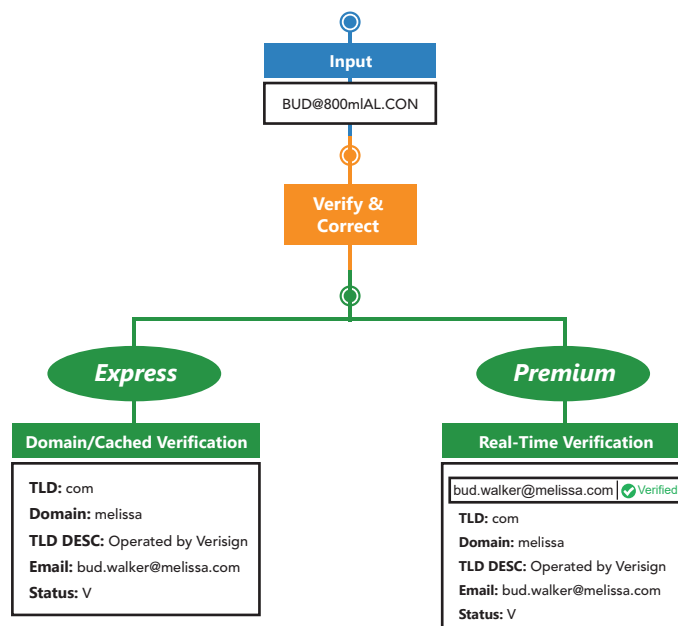 Input
BUD@800mlAL.CON
Verify &
Correct
Express
Domain/Cached Verification
TLD: com
Domain: melissa
TLD DESC: Operated by Verisign
Email: bud.walker@melissa.com
Status: V
Premium
Real-Time Verification
bud.walker@melissa.com Verified
TLD: com
Domain: melissa
TLD DESC: Operated by Verisign
Email: bud.walker@melissa.com
Status: V